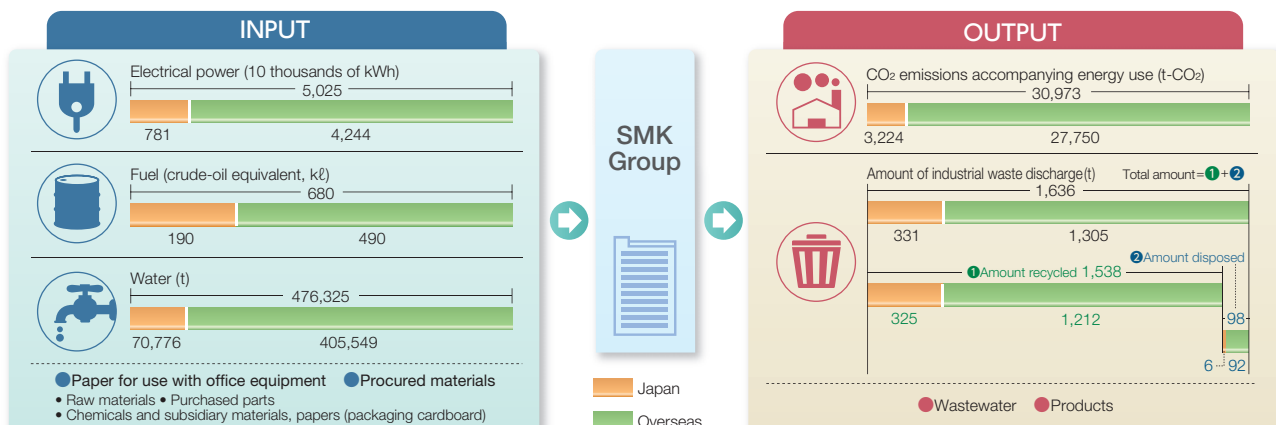 INPUT
Electrical power (10 thousands of kWh)
5,025
781 4,244
Fuel (crude-oil equivalent, kℓ)
680
190 490
Water (t)
476,325
70,776 405,549
●Paper for use with office equipment ●Procured materials
• Raw materials • Purchased parts
• Chemicals and subsidiary materials, papers (packaging cardboard)
SMK
Group
Japan
Overseas
OUTPUT
CO₂ emissions accompanying energy use (t-CO₂)
30,973
3,224 27,750
Amount of industrial waste discharge(t) Total amount=❶+❷
1,636
331 1,305
❷Amount disposed
❶Amount recycled 1,538
325 1,212 98
6 92
●Wastewater ●Products